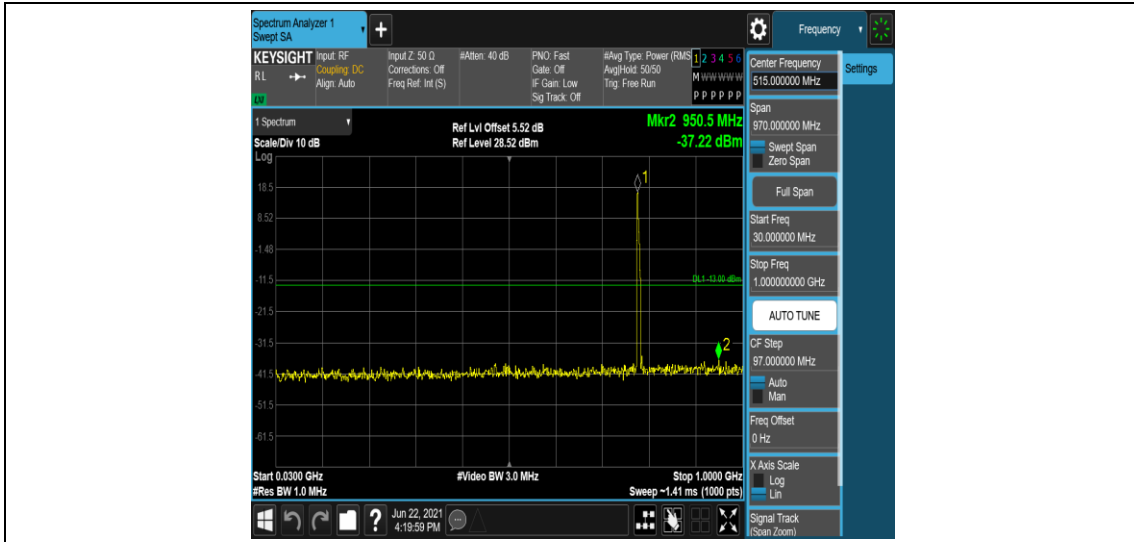 Spectrum Analyzer 1
Swept SA
Frequency
KEYSIGHT
RL
Input: RF
Coupling: DC
Align: Auto
Input Z: 50 Ω
Corrections: Off
Freq Ref: Int (S)
#Atten: 40 dB
PNO: Fast
Gate: Off
IF Gain: Low
Sig Track: Off
#Avg Type: Power (RMS
Avg|Hold: 50/50
Trig: Free Run
1 2 3 4 5 6
M W W W W W
P P P P P P
1 Spectrum
Scale/Div 10 dB
Log
Ref Lvl Offset 5.52 dB
Ref Level 28.52 dBm
Mkr2 950.5 MHz
-37.22 dBm
18.5
8.52
-1.48
-11.5
-21.5
-31.5
-41.5
-51.5
-61.5
1
DL1 -13.00 dBm
2
Start 0.0300 GHz
#Res BW 1.0 MHz
#Video BW 3.0 MHz
Stop 1.0000 GHz
Sweep ~1.41 ms (1000 pts)
Center Frequency
515.000000 MHz
Settings
Span
970.000000 MHz
Swept Span
Zero Span
Full Span
Start Freq
30.000000 MHz
Stop Freq
1.000000000 GHz
AUTO TUNE
CF Step
97.000000 MHz
Auto
Man
Freq Offset
0 Hz
X Axis Scale
Log
Lin
Signal Track
(Span Zoom)
?
Jun 22, 2021
4:19:59 PM